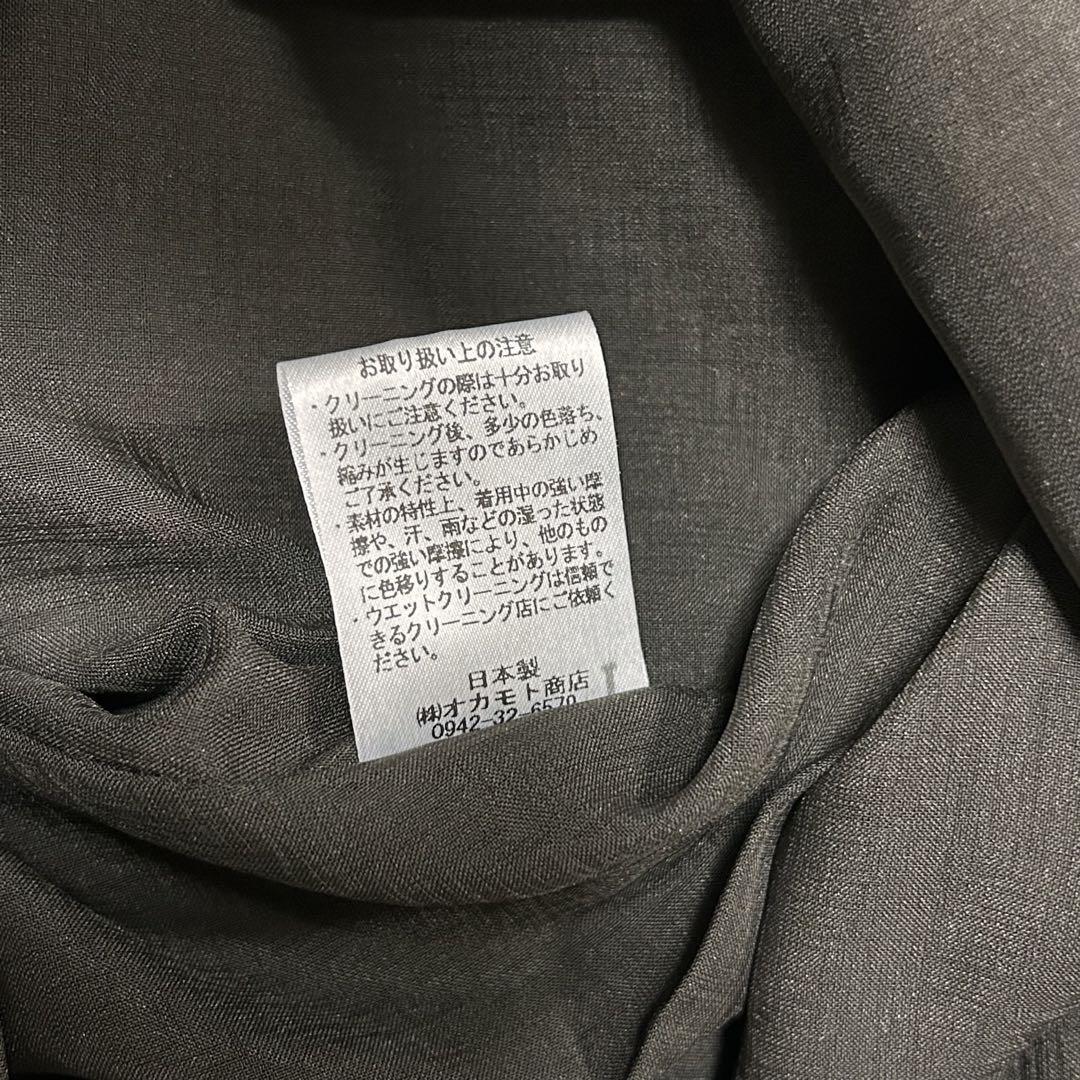 お取り扱い上の注意
・クリーニングの際は十分お取り
扱いにご注意ください。
・クリーニング後、多少の色落ち、
縮みが生じますのであらかじめ
ご了承ください。
・素材の特性上、着用中の強い摩
擦や、汗、雨などの湿った状態
での強い摩擦により、他のもの
に色移りすることがあります。
・ウエットクリーニングは信頼で
きるクリーニング店にご依頼く
ださい。
日本製
㈱オカモト商店
0942-32-6570